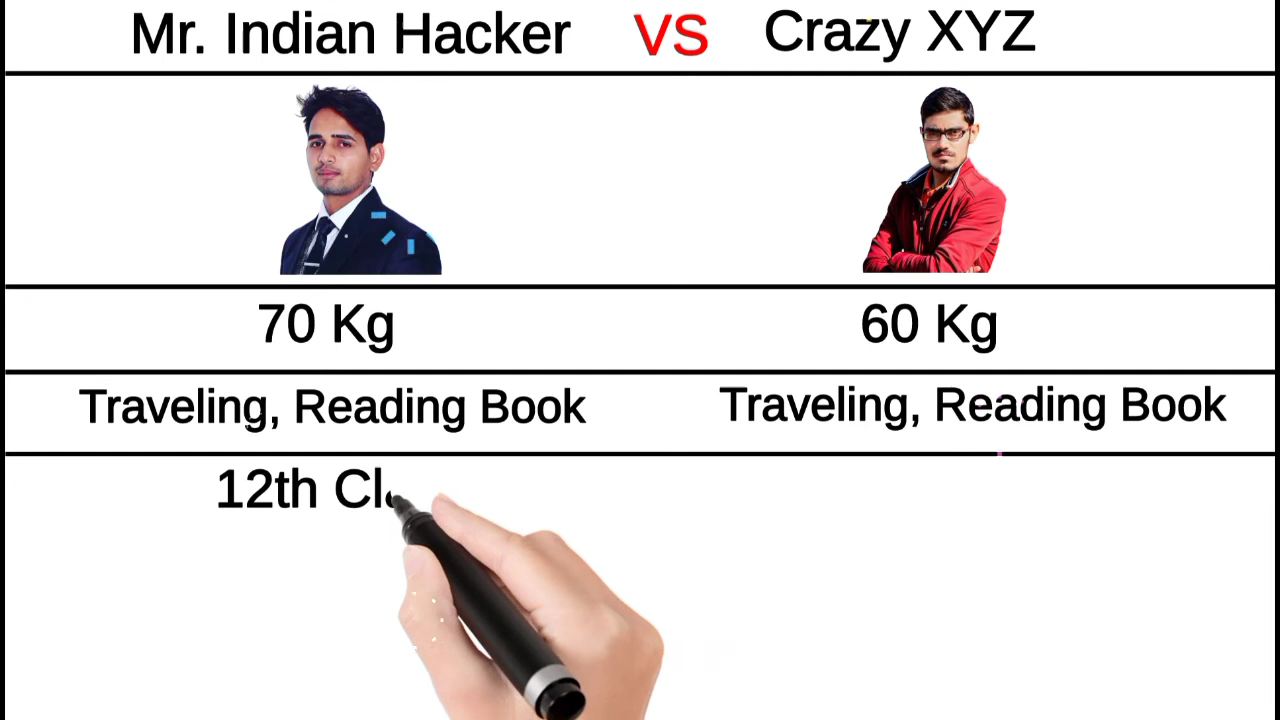 Mr. Indian Hacker VS Crazy XYZ
70 Kg 60 Kg
Traveling, Reading Book Traveling, Reading Book
12th Cl